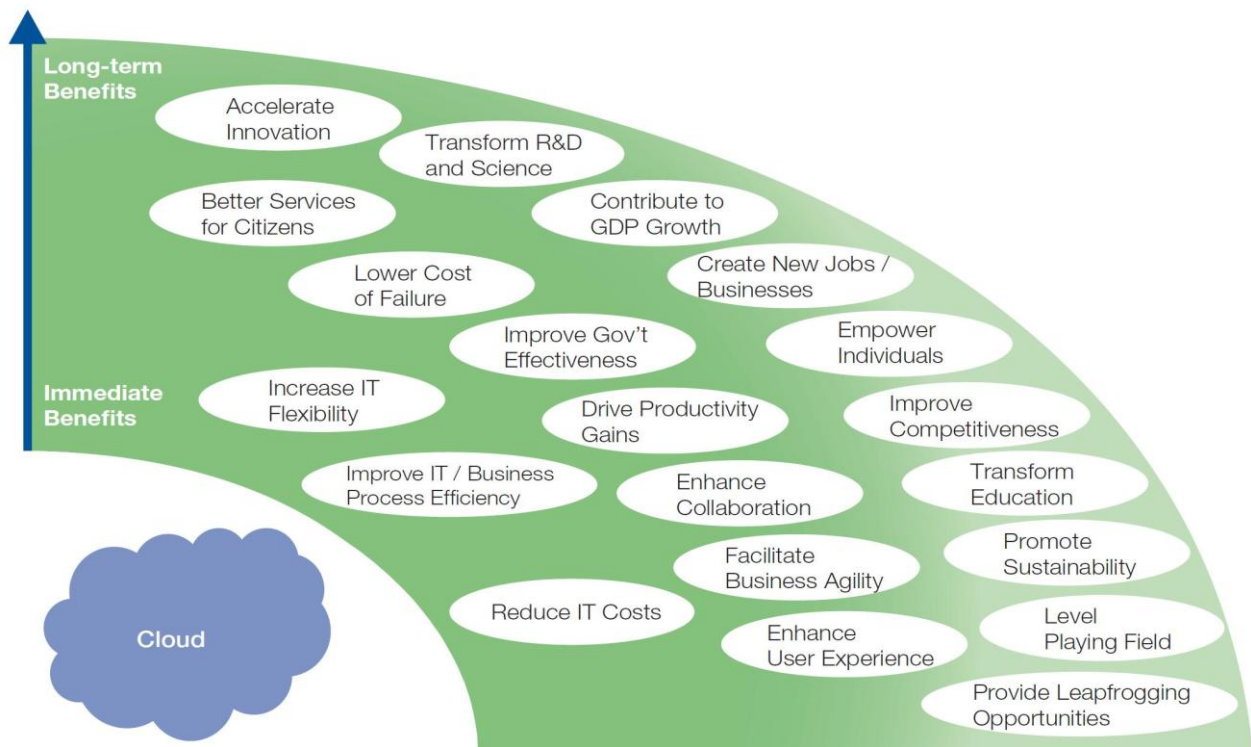 Long-term
Benefits
Accelerate
Innovation
Transform R&D
and Science
Better Services
for Citizens
Contribute to
GDP Growth
Lower Cost
of Failure
Create New Jobs /
Businesses
Improve Gov't
Effectiveness
Empower
Individuals
Immediate
Benefits
Increase IT
Flexibility
Drive Productivity
Gains
Improve
Competitiveness
Improve IT / Business
Process Efficiency
Enhance
Collaboration
Transform
Education
Facilitate
Business Agility
Promote
Sustainability
Reduce IT Costs
Cloud
Enhance
User Experience
Level
Playing Field
Provide Leapfrogging
Opportunities